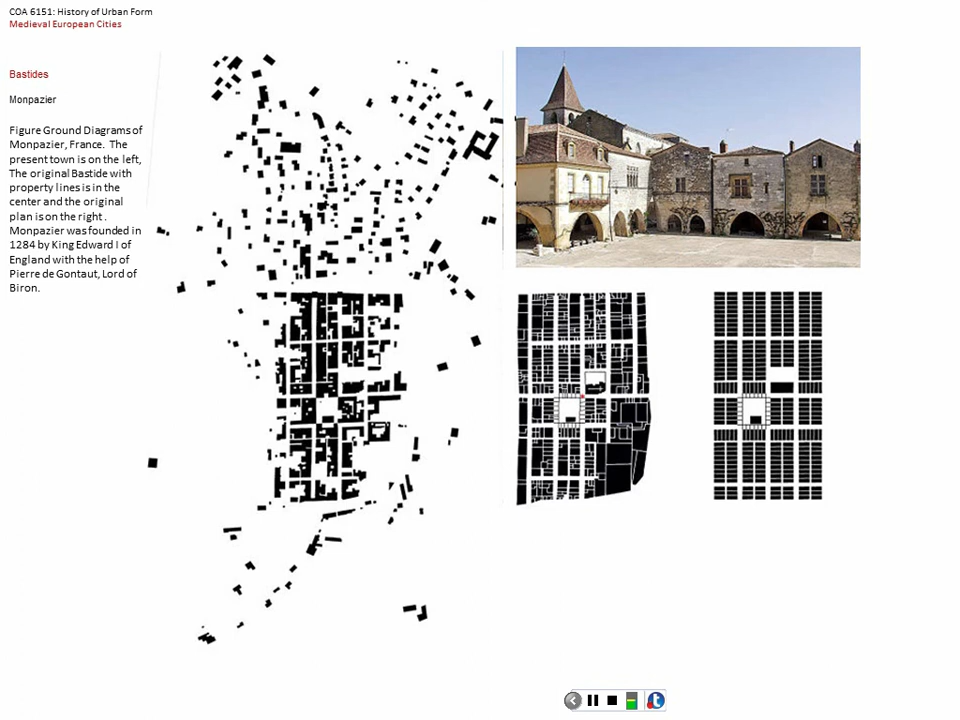 COA 6151: History of Urban Form
Medieval European Cities
Bastides
Monpazier
Figure Ground Diagrams of
Monpazier, France. The
present town is on the left,
The original Bastide with
property lines is in the
center and the original
plan is on the right .
Monpazier was founded in
1284 by King Edward I of
England with the help of
Pierre de Gontaut, Lord of
Biron.